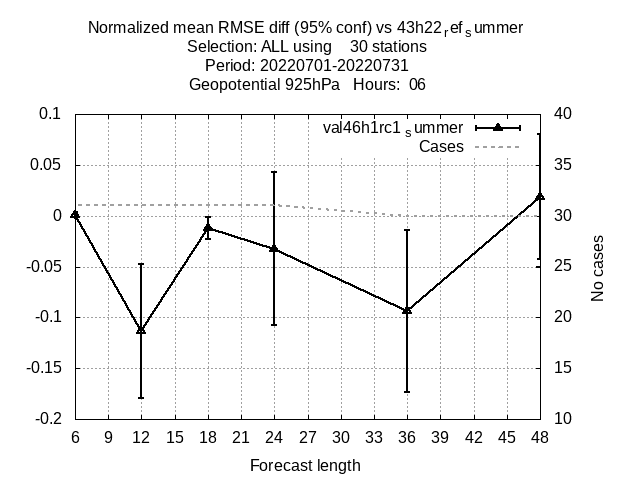 Normalized mean RMSE diff (95% conf) vs 43h22ref summer
Selection: ALL using 30 stations
Period: 20220701-20220731
Geopotential 925hPa Hours: 06
val46h1rc1summer
Cases
0.1
0.05
0
-0.05
-0.1
-0.15
-0.2
40
35
30
25
20
15
10
No cases
6 9 12 15 18 21 24 27 30 33 36 39 42 45 48
Forecast length